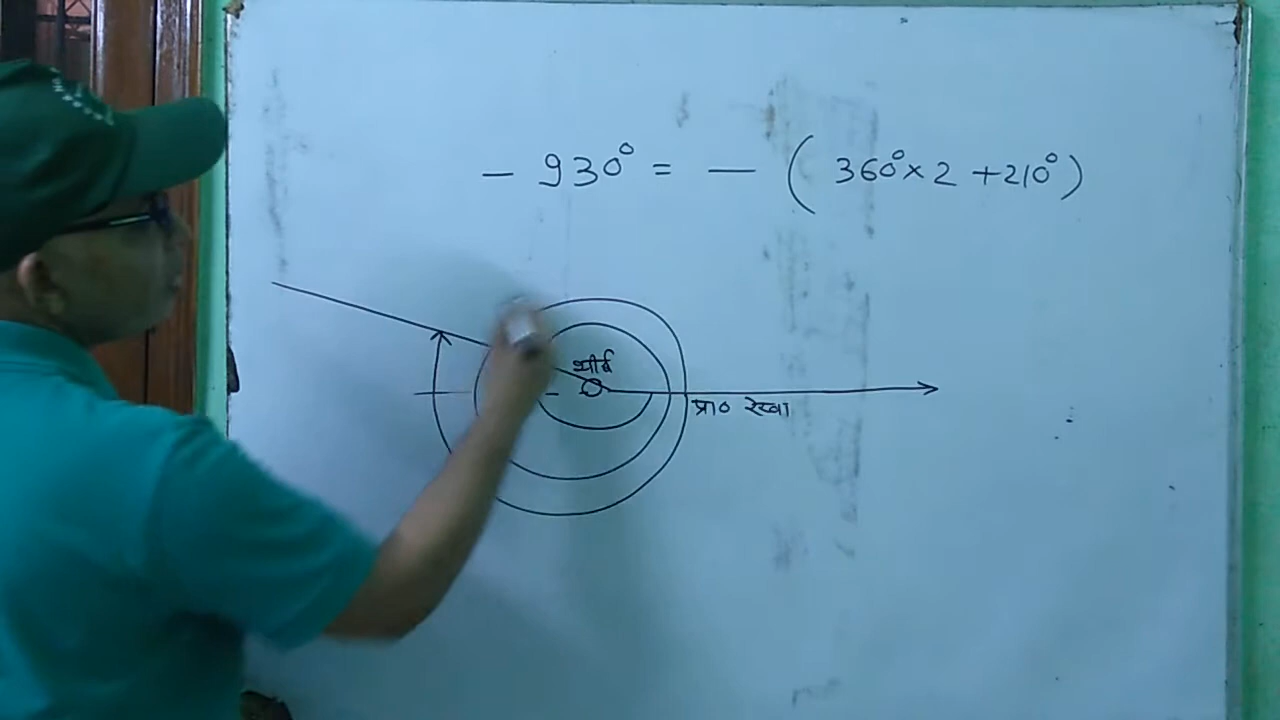 - 930° = - ( 360° × 2 + 210° )
शीर्ष
प्रा० रेखा